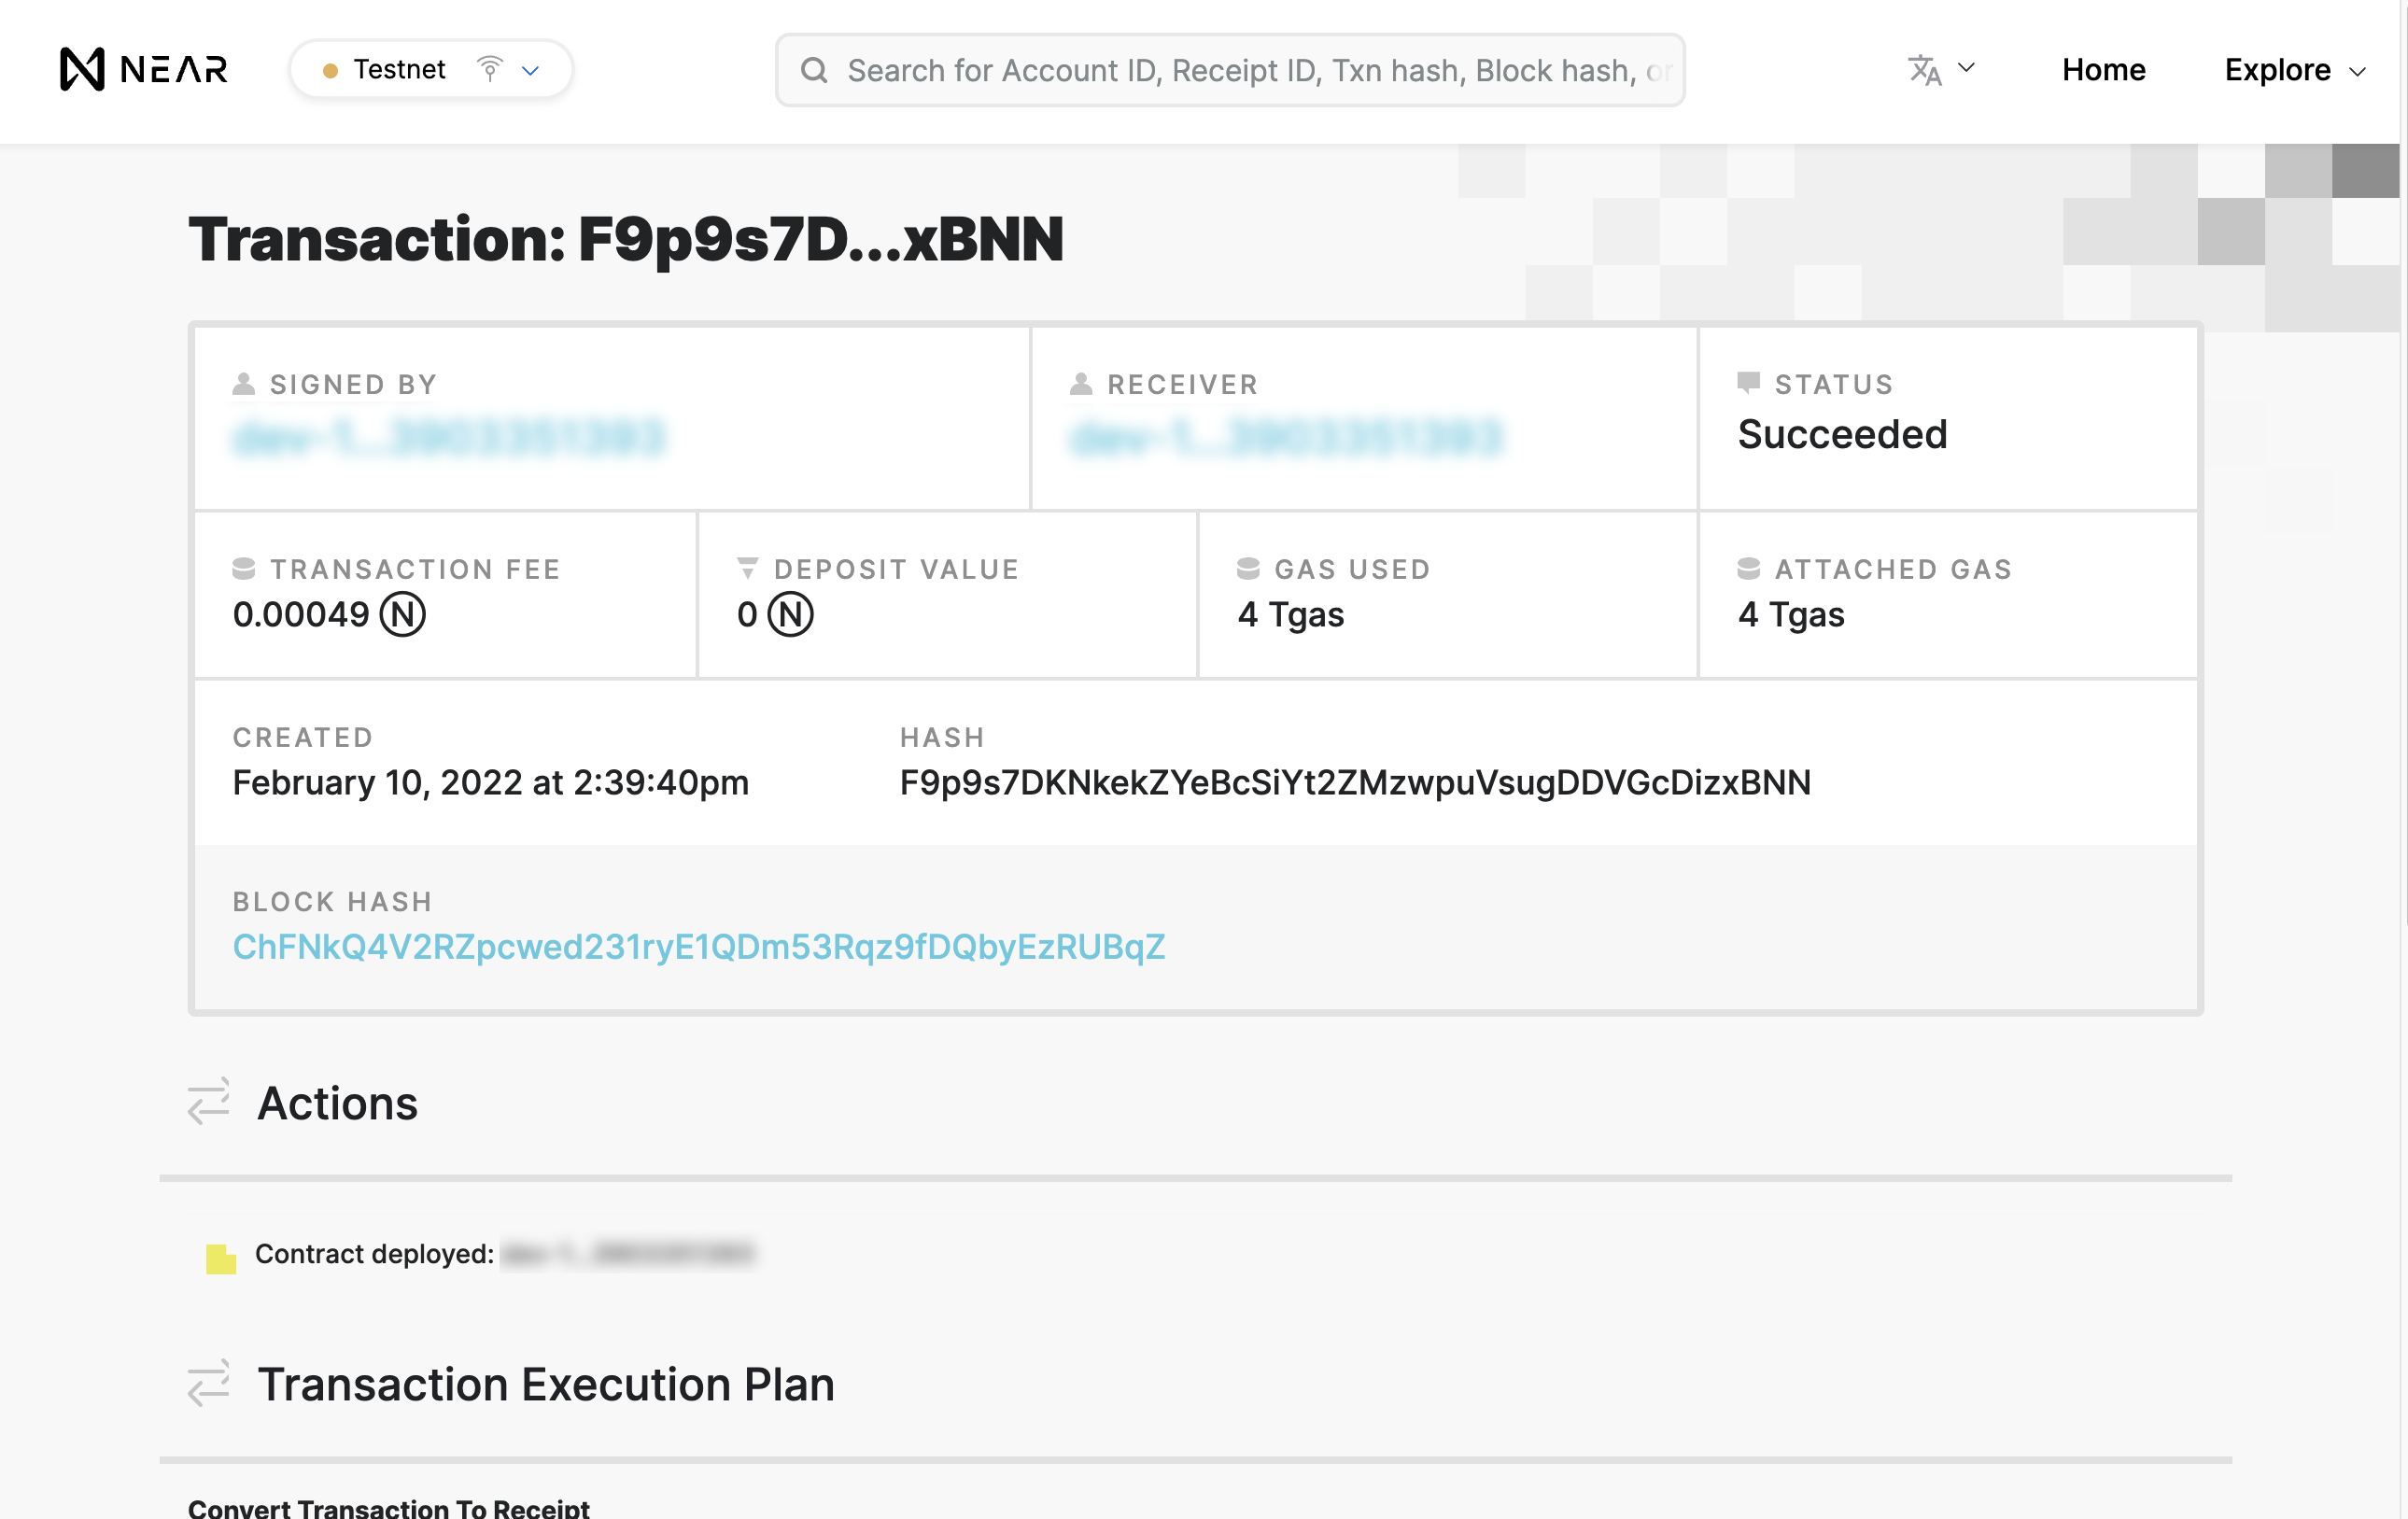 NEAR
Testnet
Search for Account ID, Receipt ID, Txn hash, Block hash, or
Home
Explore
Transaction: F9p9s7D...xBNN
SIGNED BY
RECEIVER
STATUS
Succeeded
TRANSACTION FEE
0.00049 N
DEPOSIT VALUE
0 N
GAS USED
4 Tgas
ATTACHED GAS
4 Tgas
CREATED
February 10, 2022 at 2:39:40pm
HASH
F9p9s7DKNkekZYeBcSiYt2ZMzwpuVsugDDVGcDizxBNN
BLOCK HASH
ChFNkQ4V2RZpcwed231ryE1QDm53Rqz9fDQbyEzRUBqZ
Actions
Contract deployed:
Transaction Execution Plan
Convert Transaction To Receipt